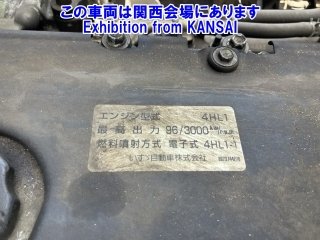 この車両は関西会場にあります
Exhibition from KANSAI
エンジン型式 4HL1
最高出力 96/3000
燃料噴射方式 電子式 4HL1-1
いすゞ自動車株式会社